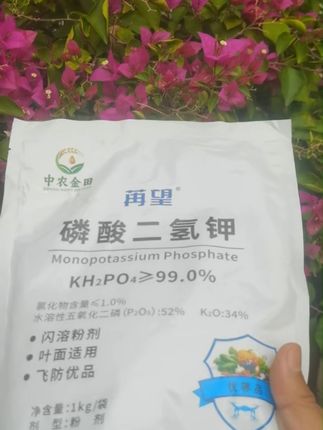 中农金田
苒望®
磷酸二氢钾
Monopotassium Phosphate
KH₂PO₄≥99.0%
氯化物含量≤1.0%
水溶性五氧化二磷(P₂O₅):52% K₂O:34%
•闪溶粉剂
•叶面适用
•飞防优品
净含量:1kg/袋
剂 型:粉 剂